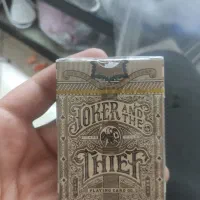 JOKER AND THE
THIEF
PLAYING CARD CO.